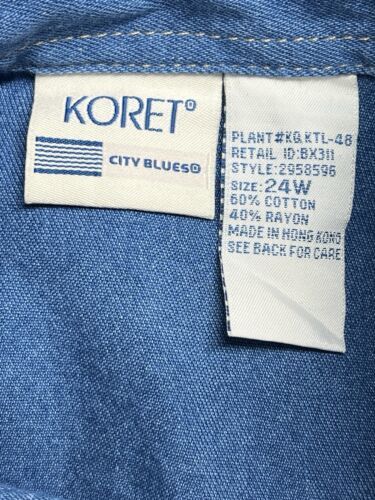 KORET®
CITY BLUES®
PLANT#KQ.KTL-48
RETAIL ID:BX311
STYLE:2958596
SIZE:24W
60% COTTON
40% RAYON
MADE IN HONG KONG
SEE BACK FOR CARE